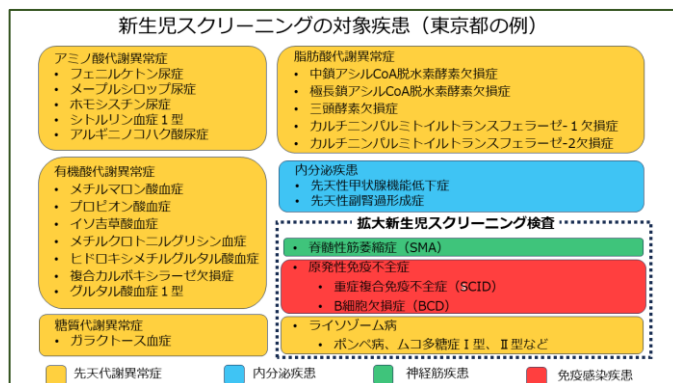 新生児スクリーニングの対象疾患（東京都の例）
アミノ酸代謝異常症
• フェニルケトン尿症
• メープルシロップ尿症
• ホモシスチン尿症
• シトルリン血症１型
• アルギニノコハク酸尿症
有機酸代謝異常症
• メチルマロン酸血症
• プロピオン酸血症
• イソ吉草酸血症
• メチルクロトニルグリシン血症
• ヒドロキシメチルグルタル酸血症
• 複合カルボキシラーゼ欠損症
• グルタル酸血症１型
糖質代謝異常症
• ガラクトース血症
脂肪酸代謝異常症
• 中鎖アシルCoA脱水素酵素欠損症
• 極長鎖アシルCoA脱水素酵素欠損症
• 三頭酵素欠損症
• カルチニンパルミトイルトランスフェラーゼ-１欠損症
• カルチニンパルミトイルトランスフェラーゼ-2欠損症
内分泌疾患
• 先天性甲状腺機能低下症
• 先天性副腎過形成症
拡大新生児スクリーニング検査
• 脊髄性筋萎縮症（SMA）
• 原発性免疫不全症
• 重症複合免疫不全症（SCID）
• B細胞欠損症（BCD）
• ライソゾーム病
• ポンペ病、ムコ多糖症Ⅰ型、Ⅱ型など
先天代謝異常症
内分泌疾患
神経筋疾患
免疫感染疾患